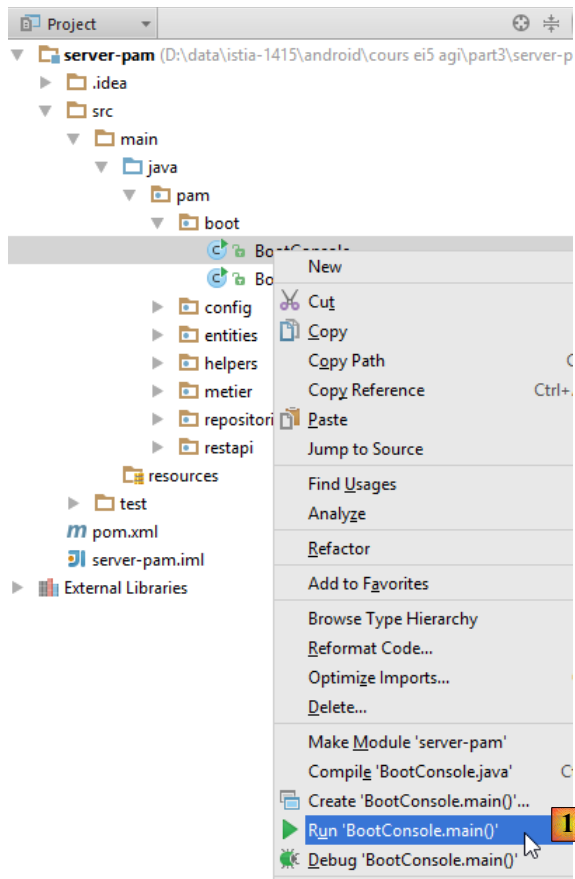 Project
server-pam (D:\data\istia-1415\android\cours ei5 agi\part3\server-p
.idea
src
main
java
pam
boot
BootConsole
Bo
config
entities
helpers
metier
repositori
restapi
resources
test
pom.xml
server-pam.iml
External Libraries
New
Cut
Copy
Copy Path C
Copy Reference Ctrl+
Paste
Jump to Source
Find Usages
Analyze
Refactor
Add to Favorites
Browse Type Hierarchy
Reformat Code...
Optimize Imports...
Delete...
Make Module 'server-pam'
Compile 'BootConsole.java' C
Create 'BootConsole.main()'...
Run 'BootConsole.main()' 1
Debug 'BootConsole.main()'